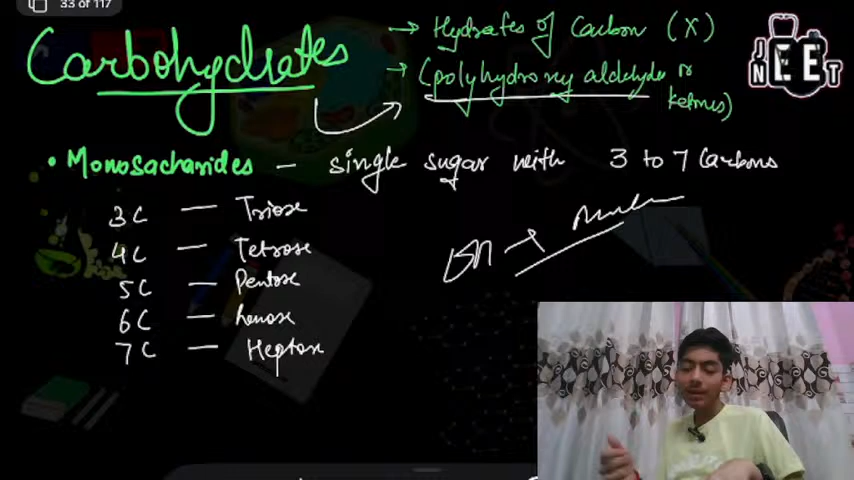 33 of 117
Carbohydrates
→ Hydrates of Carbon (X)
→ (polyhydroxy aldehyde or
ketones)
JNEET
• Monosacharides – single sugar with 3 to 7 Carbons
3C — Triose
4C — Tetrose
5C — Pentose
6C — hexose
7C — Heptose